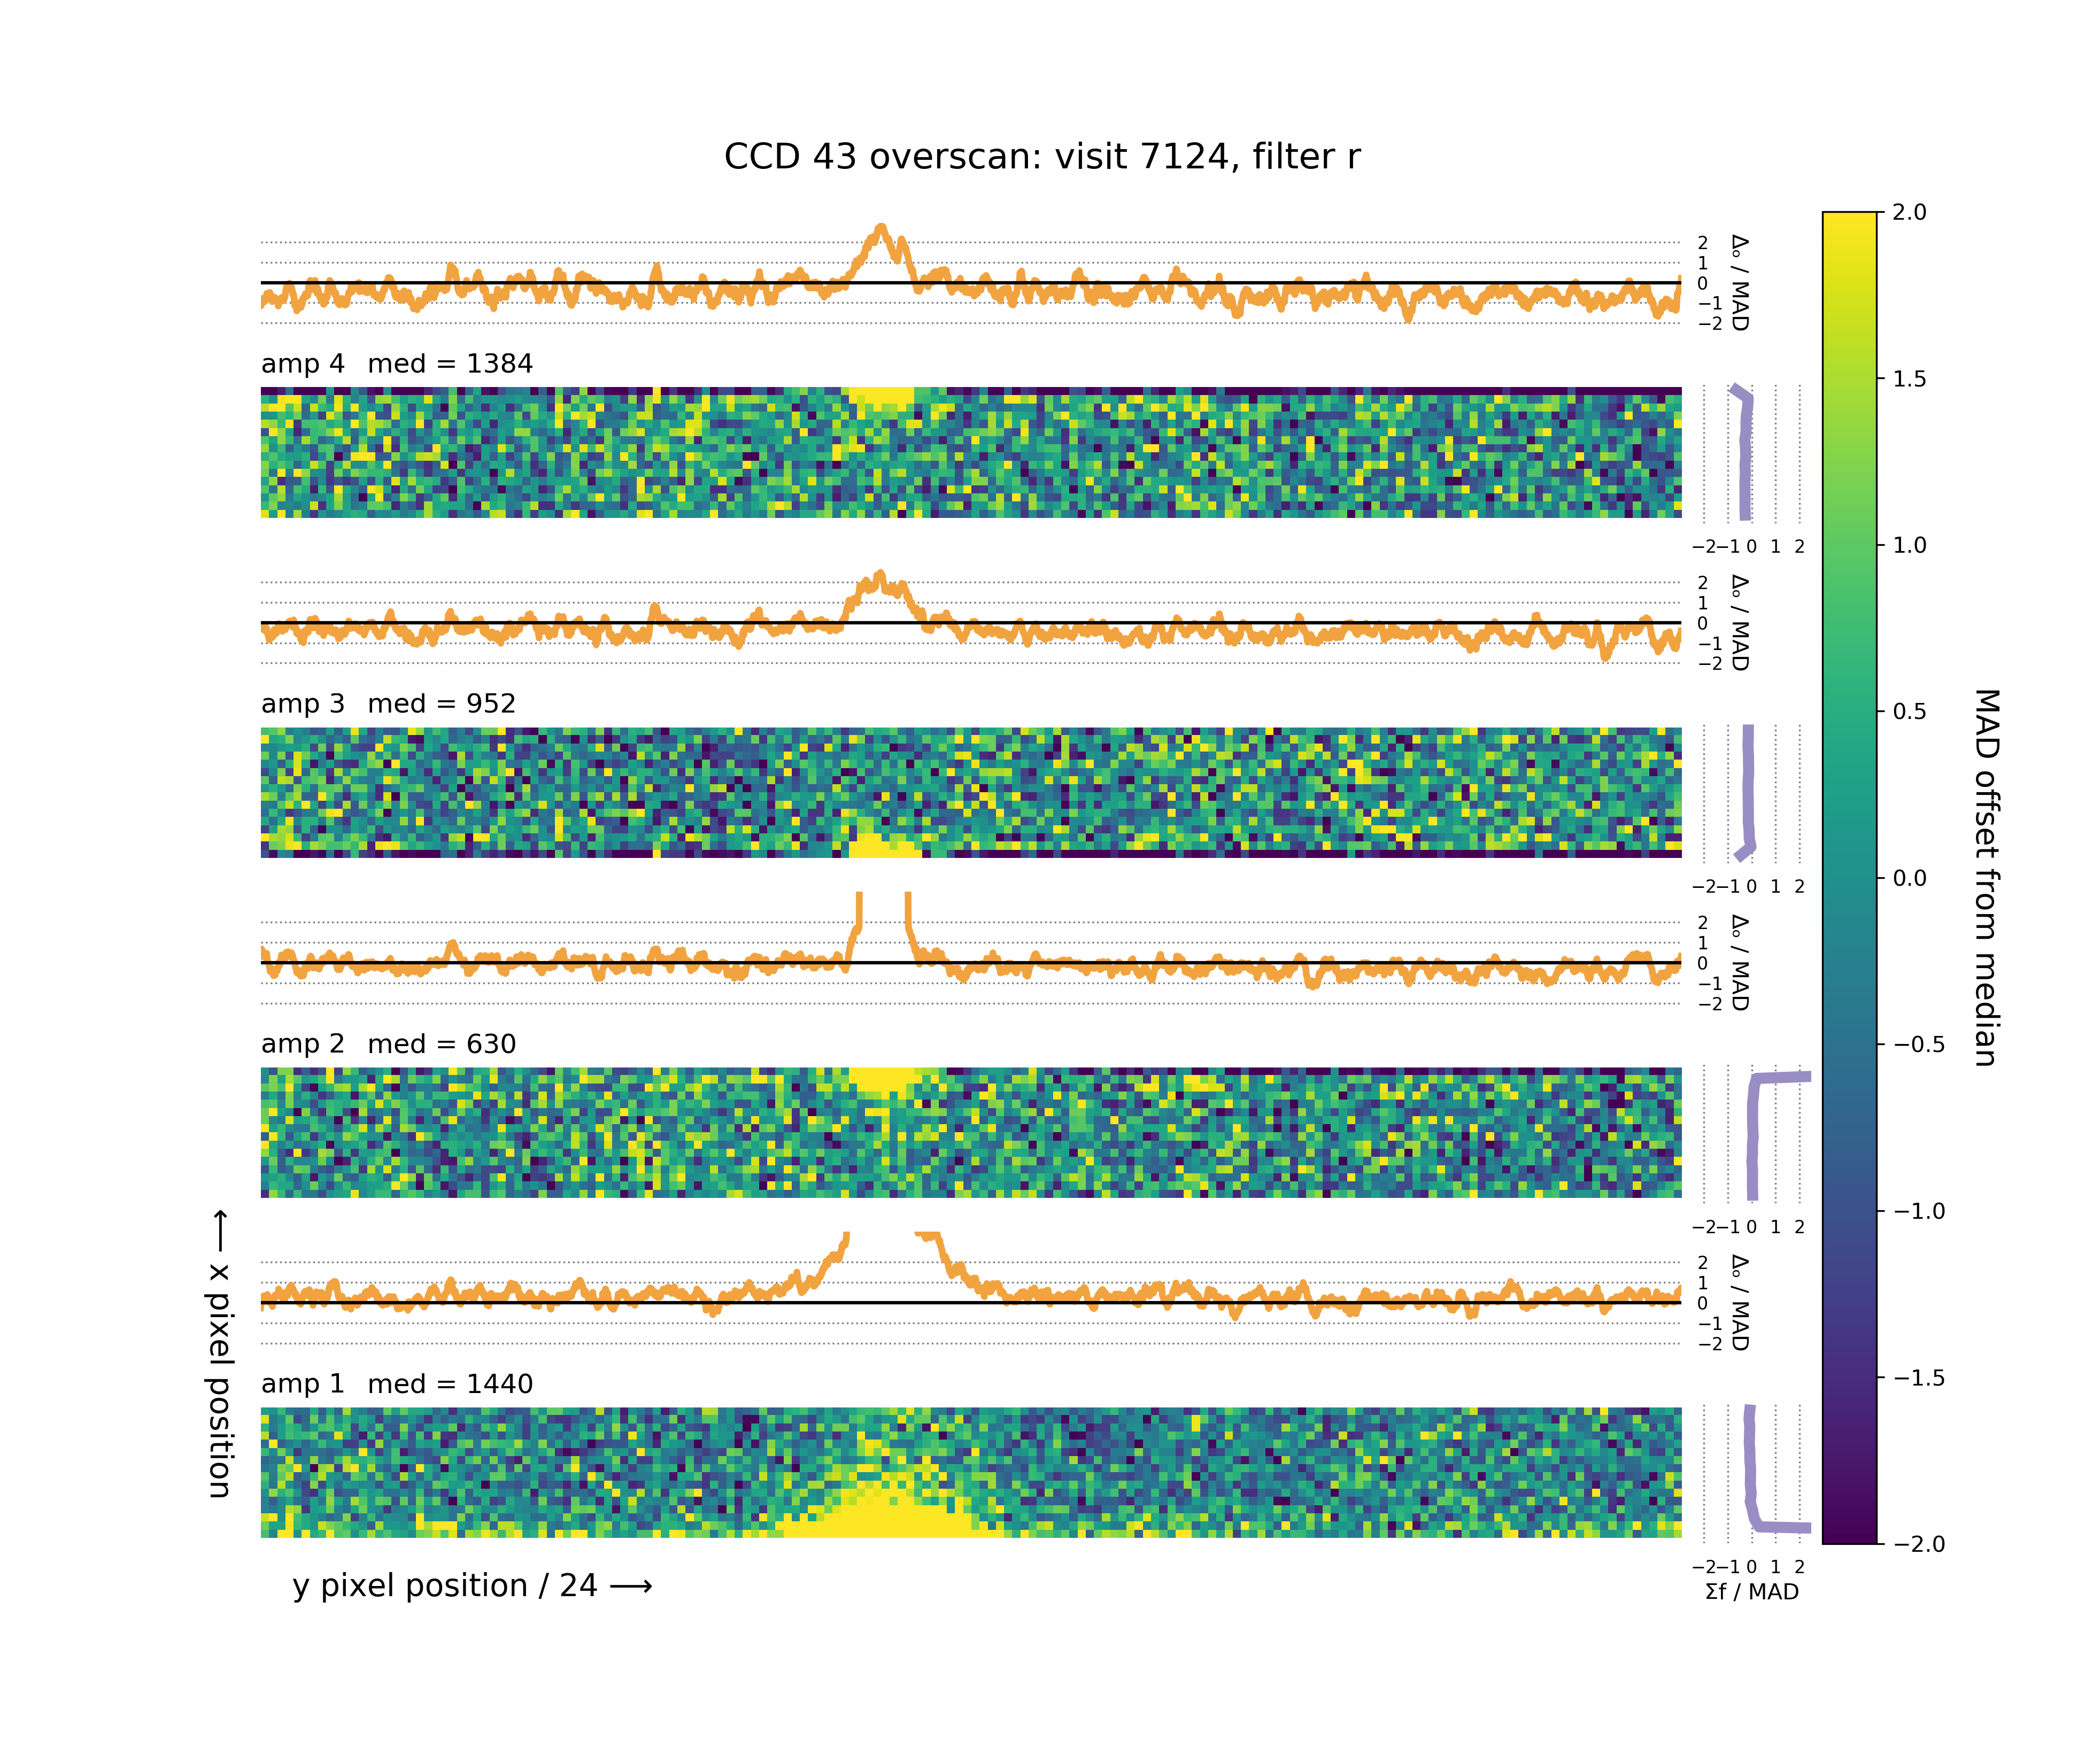 CCD 43 overscan: visit 7124, filter r
2
1
0
−1
−2
Δₒ / MAD
amp 4 med = 1384
−2 −1 0 1 2
2
1
0
−1
−2
Δₒ / MAD
amp 3 med = 952
−2 −1 0 1 2
2
1
0
−1
−2
Δₒ / MAD
amp 2 med = 630
−2 −1 0 1 2
2
1
0
−1
−2
Δₒ / MAD
amp 1 med = 1440
−2 −1 0 1 2
Σf / MAD
⟵ x pixel position
y pixel position / 24 ⟶
2.0
1.5
1.0
0.5
0.0
−0.5
−1.0
−1.5
−2.0
MAD offset from median